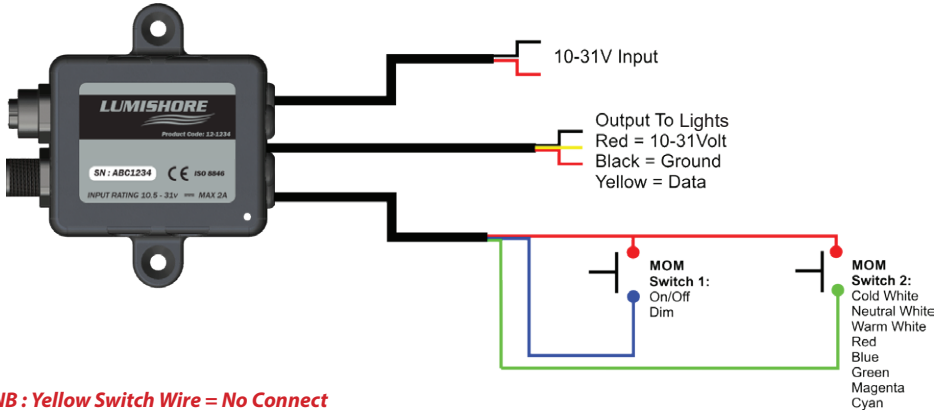 LUMISHORE
Product Code: 12-1234
SN : ABC1234
CE ISO 8846
INPUT RATING 10.5 - 31v MAX 2A
10-31V Input
Output To Lights
Red = 10-31Volt
Black = Ground
Yellow = Data
MOM
Switch 1:
On/Off
Dim
MOM
Switch 2:
Cold White
Neutral White
Warm White
Red
Blue
Green
Magenta
Cyan
NB : Yellow Switch Wire = No Connect